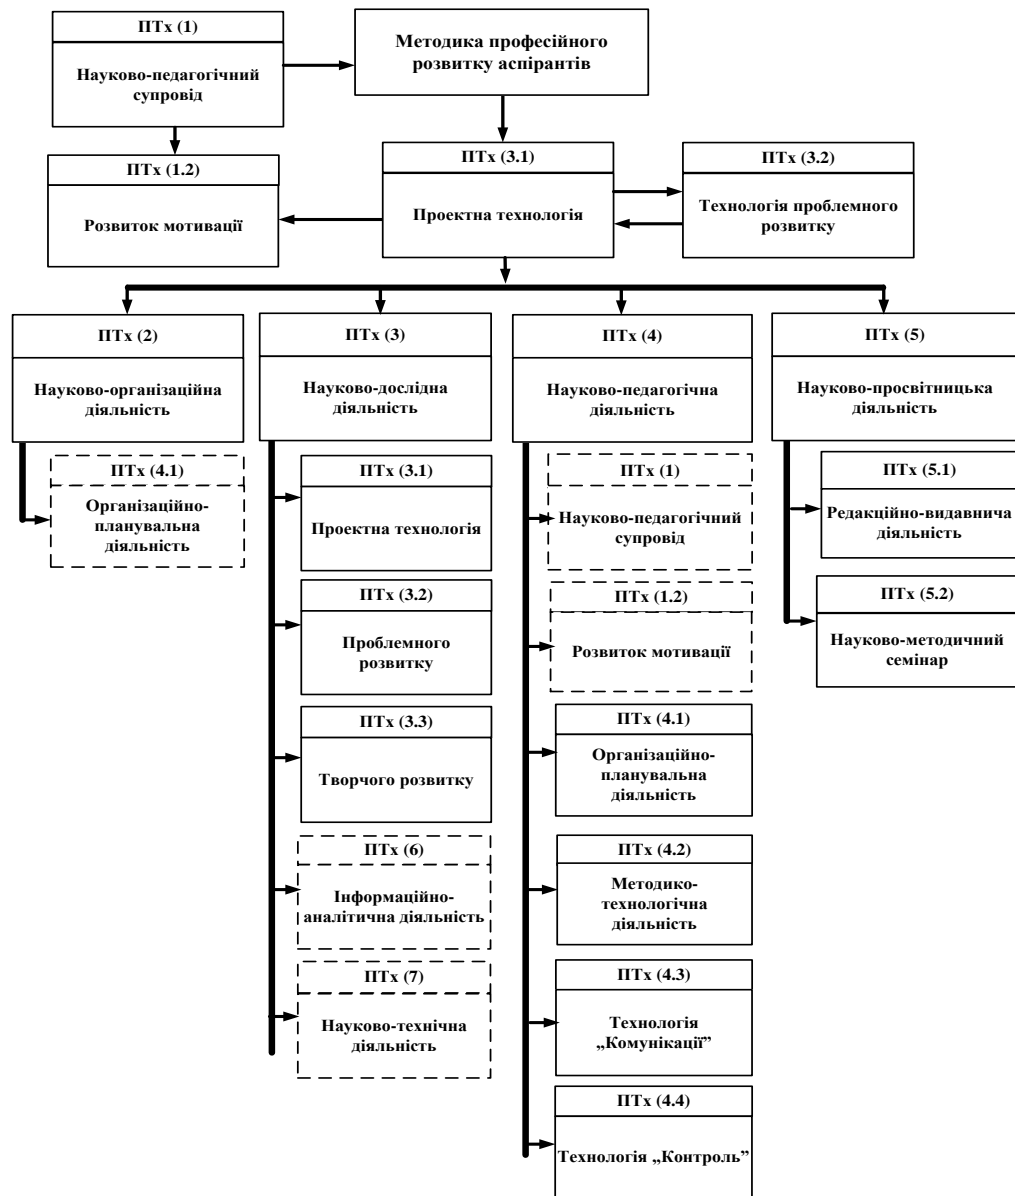 ПТх (1)
Науково-педагогічний
супровід
Методика професійного
розвитку аспірантів
ПТх (1.2)
Розвиток мотивації
ПТх (3.1)
Проектна технологія
ПТх (3.2)
Технологія проблемного
розвитку
ПТх (2)
Науково-організаційна
діяльність
ПТх (4.1)
Організаційно-
планувальна
діяльність
ПТх (3)
Науково-дослідна
діяльність
ПТх (3.1)
Проектна технологія
ПТх (3.2)
Проблемного
розвитку
ПТх (3.3)
Творчого розвитку
ПТх (6)
Інформаційно-
аналітична діяльність
ПТх (7)
Науково-технічна
діяльність
ПТх (4)
Науково-педагогічна
діяльність
ПТх (1)
Науково-педагогічний
супровід
ПТх (1.2)
Розвиток мотивації
ПТх (4.1)
Організаційно-
планувальна
діяльність
ПТх (4.2)
Методико-
технологічна
діяльність
ПТх (4.3)
Технологія
„Комунікації”
ПТх (4.4)
Технологія „Контроль”
ПТх (5)
Науково-просвітницька
діяльність
ПТх (5.1)
Редакційно-видавнича
діяльність
ПТх (5.2)
Науково-методичний
семінар